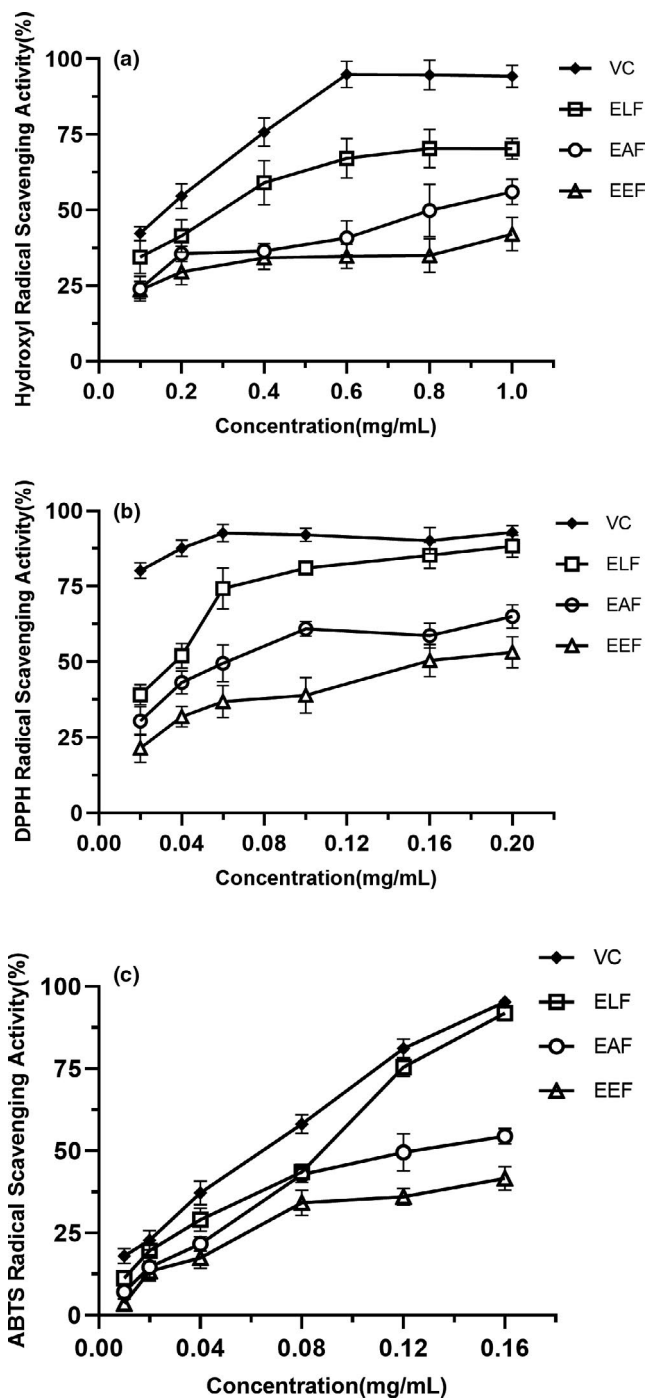 (a)
Hydroxyl Radical Scavenging Activity(%)
100
75
50
25
0
0.0 0.2 0.4 0.6 0.8 1.0
Concentration(mg/mL)
VC
ELF
EAF
EEF
(b)
DPPH Radical Scavenging Activity(%)
100
75
50
25
0
0.00 0.04 0.08 0.12 0.16 0.20
Concentration(mg/mL)
VC
ELF
EAF
EEF
(c)
ABTS Radical Scavenging Activity(%)
100
75
50
25
0
0.00 0.04 0.08 0.12 0.16
Concentration(mg/mL)
VC
ELF
EAF
EEF